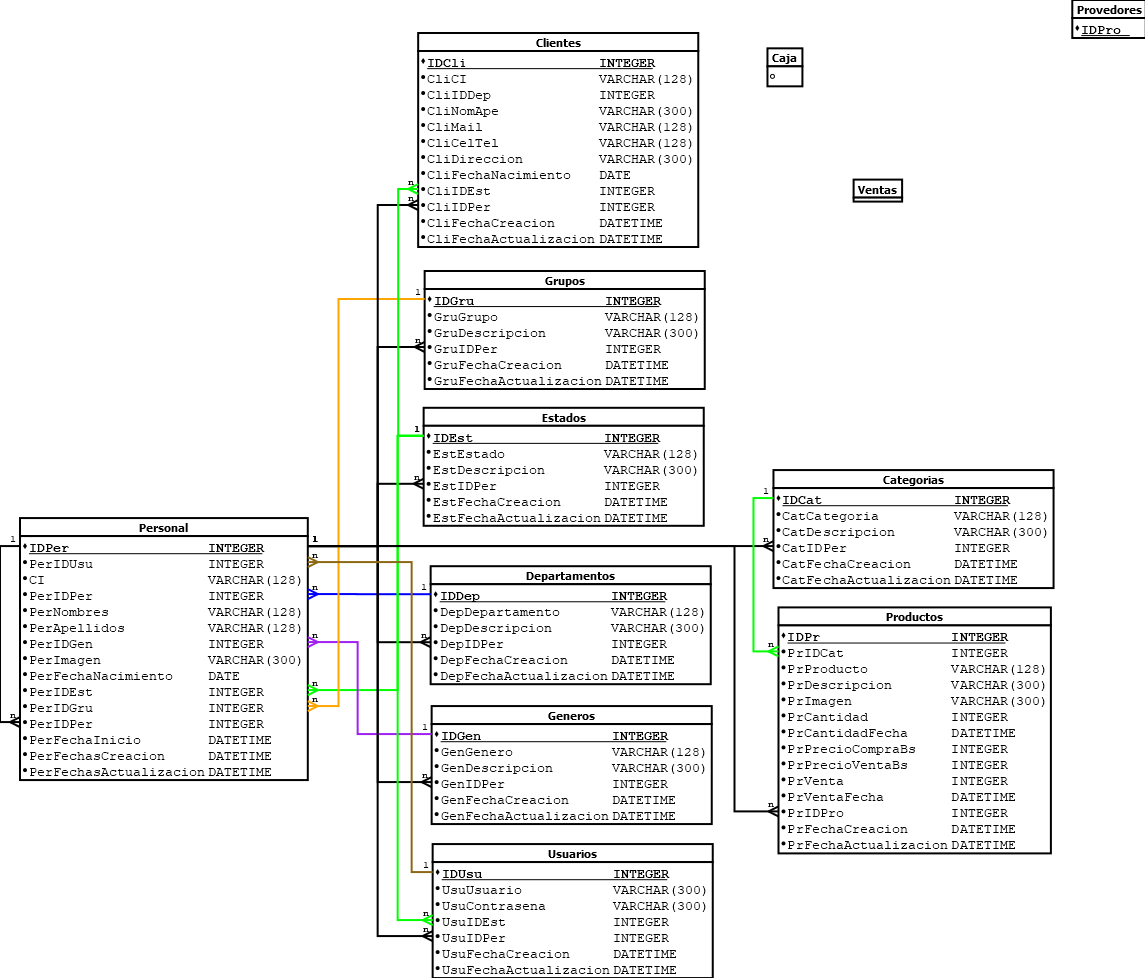 Provedores
IDPro
Clientes
IDCli INTEGER
CliCI VARCHAR(128)
CliIDDep INTEGER
CliNomApe VARCHAR(300)
CliMail VARCHAR(128)
CliCelTel VARCHAR(128)
CliDireccion VARCHAR(300)
CliFechaNacimiento DATE
n
CliIDEst INTEGER
n
CliIDPer INTEGER
CliFechaCreacion DATETIME
CliFechaActualizacion DATETIME
Caja
Ventas
Grupos
1
IDGru INTEGER
GruGrupo VARCHAR(128)
GruDescripcion VARCHAR(300)
n
GruIDPer INTEGER
GruFechaCreacion DATETIME
GruFechaActualizacion DATETIME
Estados
1
IDEst INTEGER
EstEstado VARCHAR(128)
EstDescripcion VARCHAR(300)
n
EstIDPer INTEGER
EstFechaCreacion DATETIME
EstFechaActualizacion DATETIME
Categorias
1
IDCat INTEGER
CatCategoria VARCHAR(128)
CatDescripcion VARCHAR(300)
n
CatIDPer INTEGER
CatFechaCreacion DATETIME
CatFechaActualizacion DATETIME
Personal
1
1
IDPer INTEGER
n
PerIDUsu INTEGER
CI VARCHAR(128)
n
PerIDPer INTEGER
PerNombres VARCHAR(128)
PerApellidos VARCHAR(128)
n
PerIDGen INTEGER
PerImagen VARCHAR(300)
PerFechaNacimiento DATE
n
PerIDEst INTEGER
n
PerIDGru INTEGER
n
PerIDPer INTEGER
PerFechaInicio DATETIME
PerFechasCreacion DATETIME
PerFechasActualizacion DATETIME
Departamentos
1
IDDep INTEGER
DepDepartamento VARCHAR(128)
DepDescripcion VARCHAR(300)
n
DepIDPer INTEGER
DepFechaCreacion DATETIME
DepFechaActualizacion DATETIME
Productos
IDPr INTEGER
n
PrIDCat INTEGER
PrProducto VARCHAR(128)
PrDescripcion VARCHAR(300)
PrImagen VARCHAR(300)
PrCantidad INTEGER
PrCantidadFecha DATETIME
PrPrecioCompraBs INTEGER
PrPrecioVentaBs INTEGER
PrVenta INTEGER
PrVentaFecha DATETIME
n
PrIDPro INTEGER
PrFechaCreacion DATETIME
PrFechaActualizacion DATETIME
Generos
1
IDGen INTEGER
GenGenero VARCHAR(128)
GenDescripcion VARCHAR(300)
n
GenIDPer INTEGER
GenFechaCreacion DATETIME
GenFechaActualizacion DATETIME
Usuarios
1
IDUsu INTEGER
UsuUsuario VARCHAR(300)
UsuContrasena VARCHAR(300)
n
UsuIDEst INTEGER
n
UsuIDPer INTEGER
UsuFechaCreacion DATETIME
UsuFechaActualizacion DATETIME